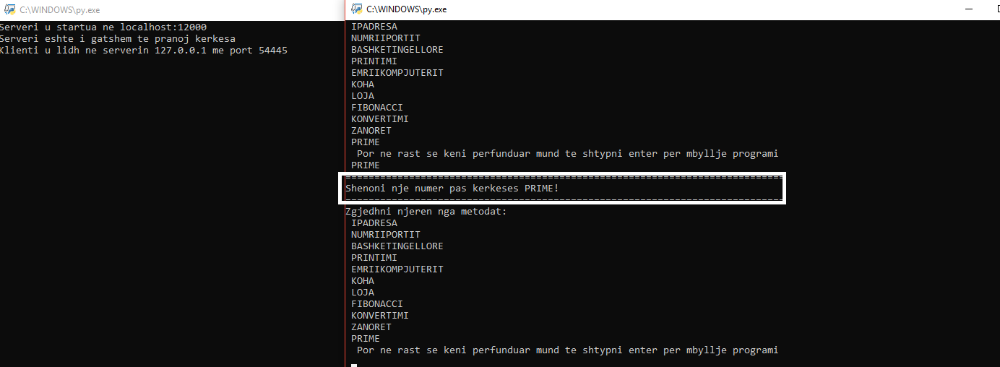 C:\WINDOWS\py.exe
Serveri u startua ne localhost:12000
Serveri eshte i gatshem te pranoj kerkesa
Klienti u lidh ne serverin 127.0.0.1 me port 54445
C:\WINDOWS\py.exe
IPADRESA
NUMRIIPORTIT
BASHKETINGELLORE
PRINTIMI
EMRIIKOMPJUTERIT
KOHA
LOJA
FIBONACCI
KONVERTIMI
ZANORET
PRIME
Por ne rast se keni perfunduar mund te shtypni enter per mbyllje programi
PRIME
============================================================================
Shenoni nje numer pas kerkeses PRIME!
----------------------------------------------------------------------------
Zgjedhni njeren nga metodat:
IPADRESA
NUMRIIPORTIT
BASHKETINGELLORE
PRINTIMI
EMRIIKOMPJUTERIT
KOHA
LOJA
FIBONACCI
KONVERTIMI
ZANORET
PRIME
Por ne rast se keni perfunduar mund te shtypni enter per mbyllje programi